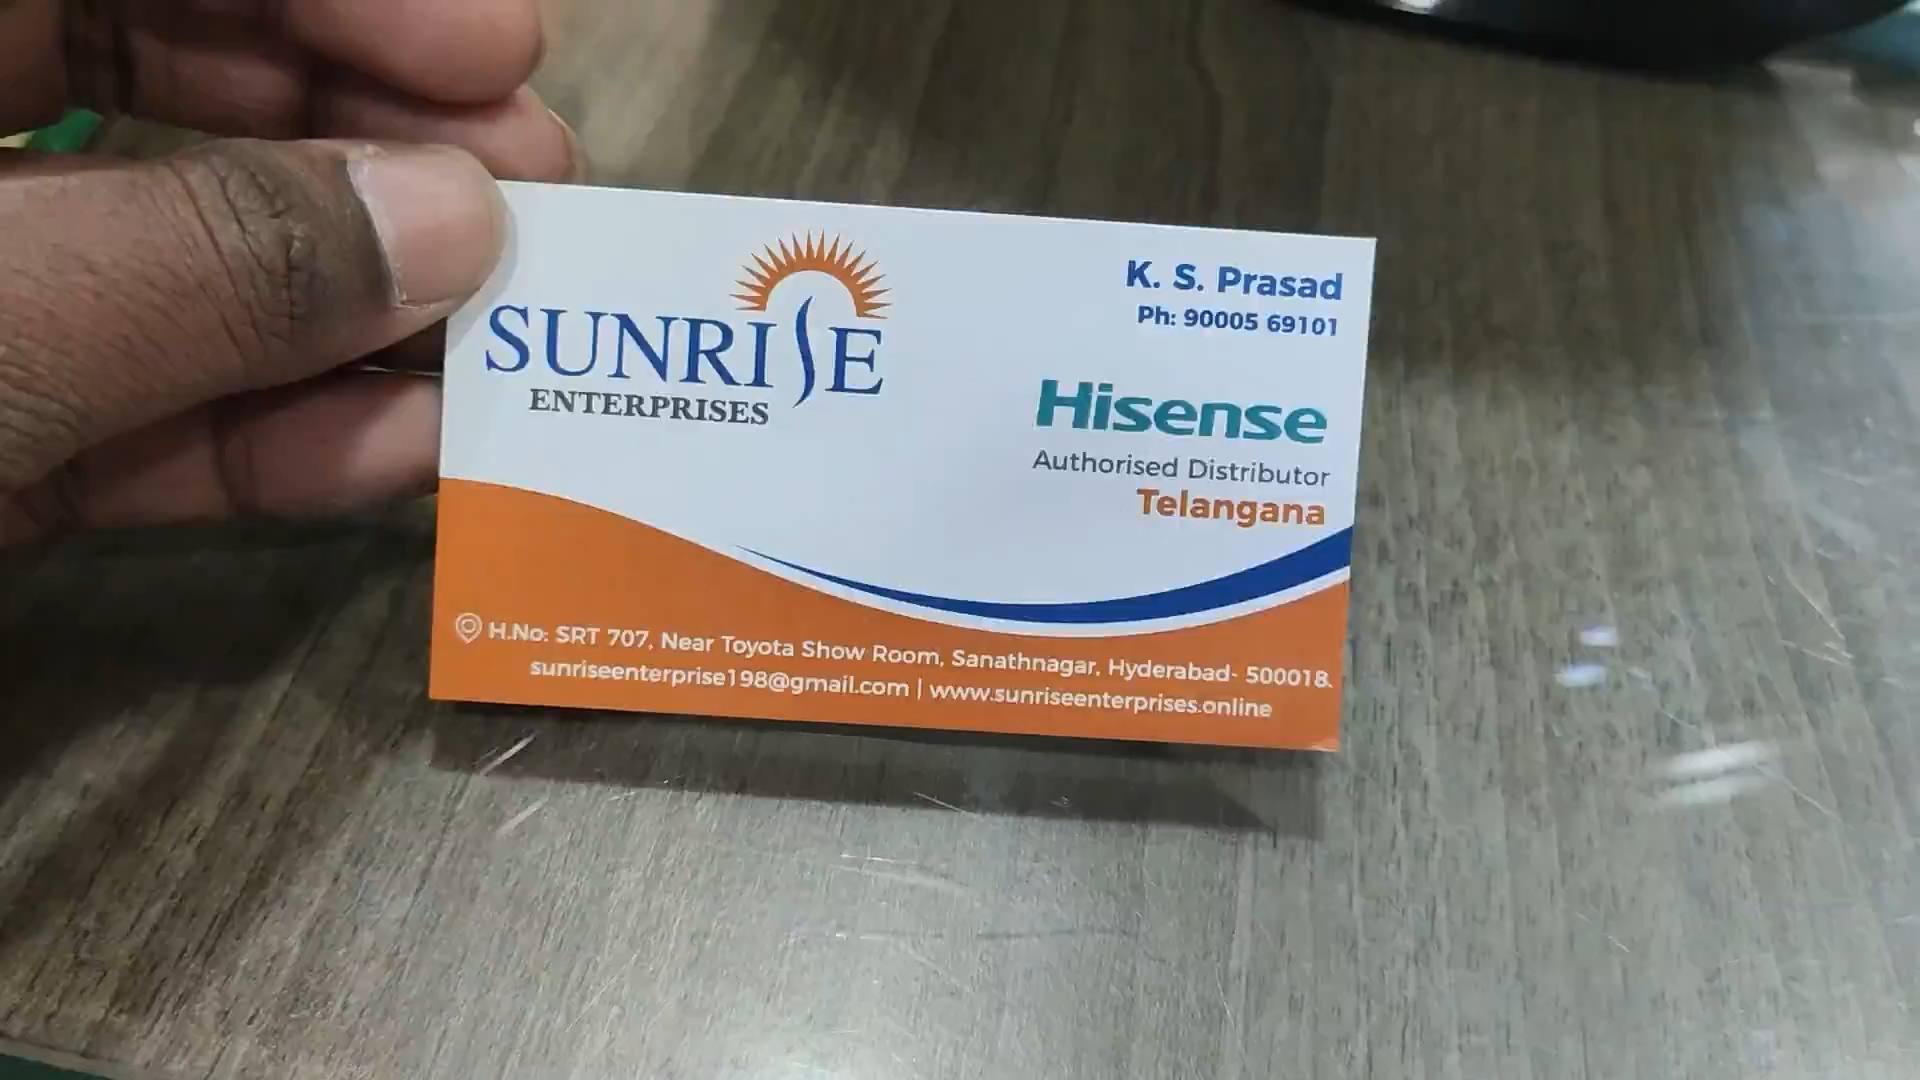 SUNRISE
ENTERPRISES
K. S. Prasad
Ph: 90005 69101
Hisense
Authorised Distributor
Telangana
H.No: SRT 707, Near Toyota Show Room, Sanathnagar, Hyderabad- 500018.
sunriseenterprise198@gmail.com | www.sunriseenterprises.online